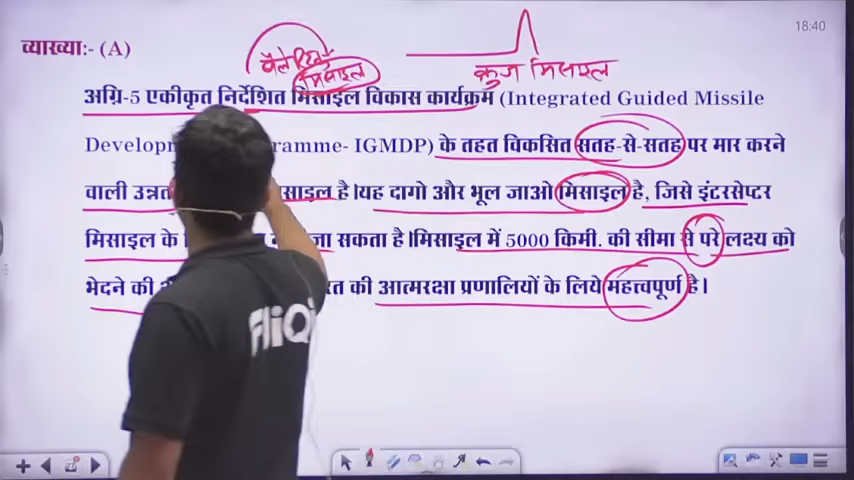 18:40
व्याख्याः- (A)
बैलेस्टिक
मिसाइल
क्रुज मिसाइल
अग्नि-5 एकीकृत निर्देशित मिसाइल विकास कार्यक्रम (Integrated Guided Missile
Develop ramme- IGMDP) के तहत विकसित सतह-से-सतह पर मार करने
वाली उन्नत साइल है।यह दागो और भूल जाओ मिसाइल है, जिसे इंटरसेप्टर
मिसाइल के जा सकता है।मिसाइल में 5000 किमी. की सीमा से परे लक्ष्य को
भेदने की रत की आत्मरक्षा प्रणालियों के लिये महत्त्वपूर्ण है।
FliQi